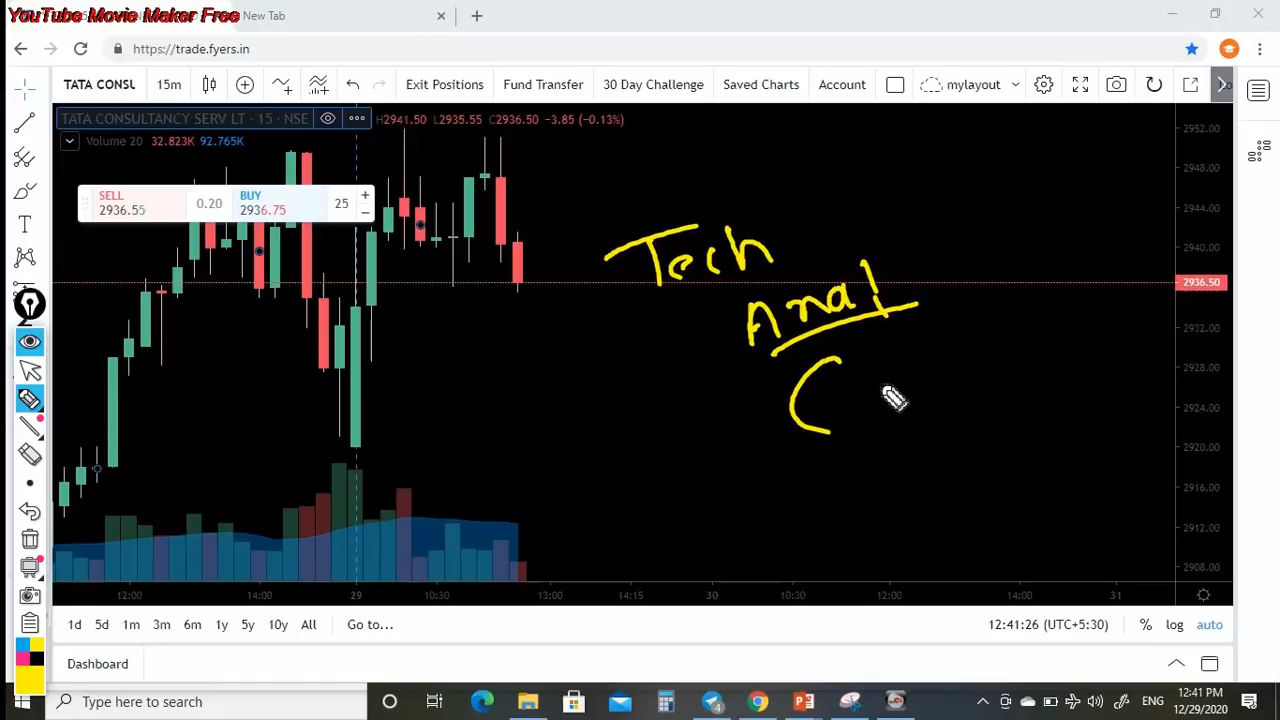 YouTube Movie Maker Free
New Tab
https://trade.fyers.in
TATA CONSUL 15m Exit Positions Fund Transfer 30 Day Challenge Saved Charts Account mylayout
TATA CONSULTANCY SERV LT · 15 · NSE H2941.50 L2935.55 C2936.50 -3.85 (-0.13%)
Volume 20 32.823K 92.765K
SELL 2936.55 0.20 BUY 2936.75 25
Tech
Anal
(
2952.00
2948.00
2944.00
2940.00
2936.50
2932.00
2928.00
2924.00
2920.00
2916.00
2912.00
2908.00
12:00 14:00 29 10:30 13:00 14:15 30 10:30 12:00 14:00 31
1d 5d 1m 3m 6m 1y 5y 10y All Go to... 12:41:26 (UTC+5:30) % log auto
Dashboard
Type here to search ENG 12:41 PM
12/29/2020